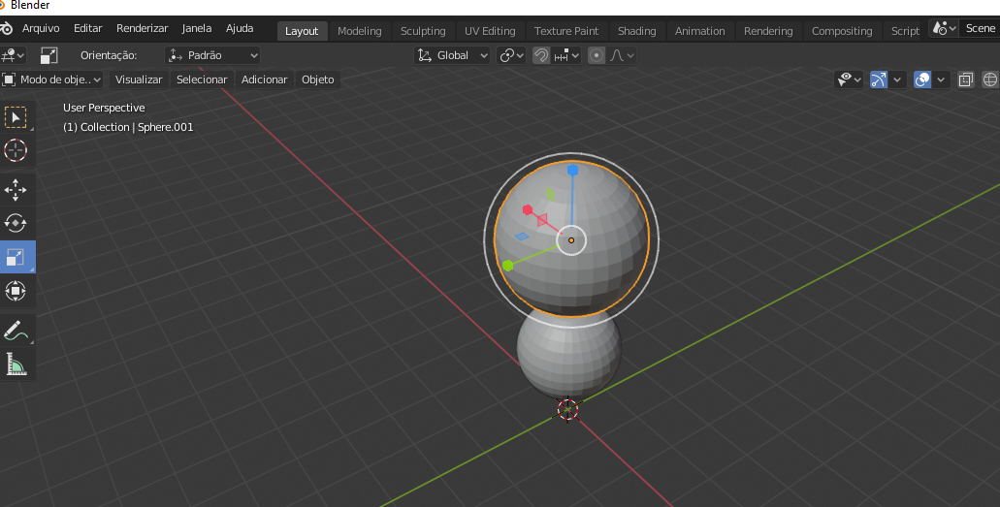 Blender
Arquivo Editar Renderizar Janela Ajuda Layout Modeling Sculpting UV Editing Texture Paint Shading Animation Rendering Compositing Script Scene
Orientação: Padrão Global
Modo de obje.. Visualizar Selecionar Adicionar Objeto
User Perspective
(1) Collection | Sphere.001